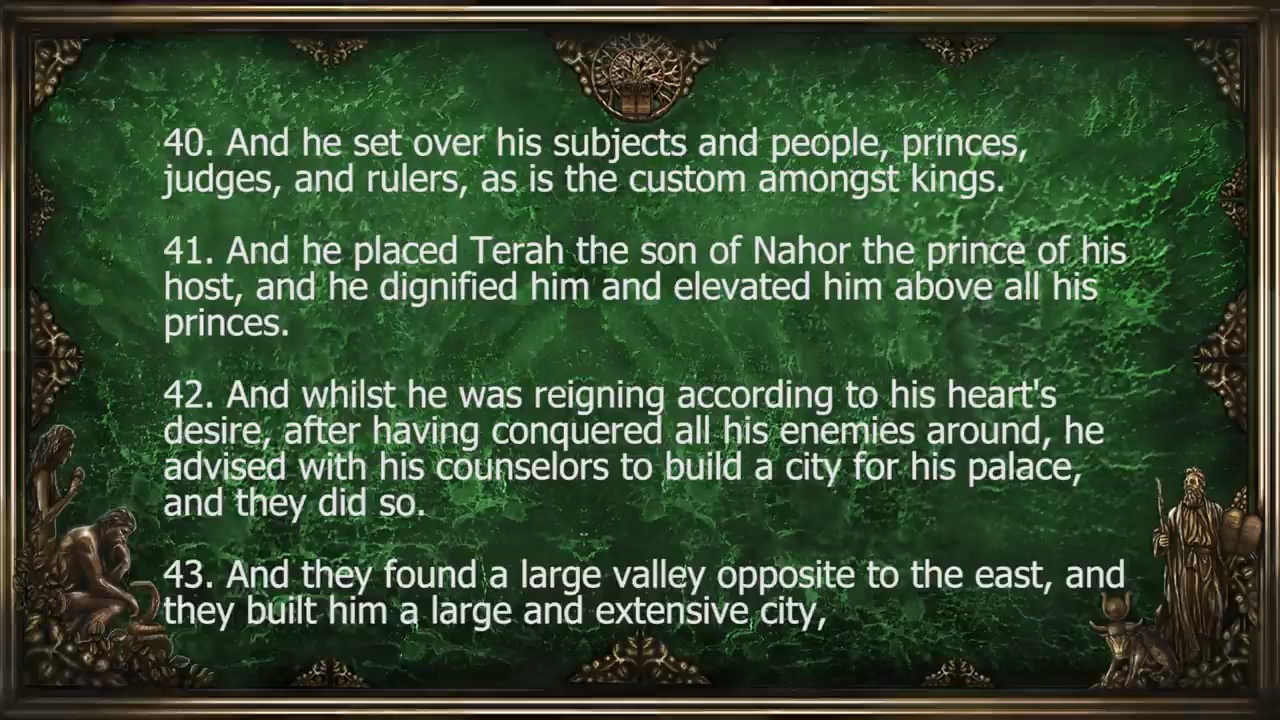 40. And he set over his subjects and people, princes,
judges, and rulers, as is the custom amongst kings.
41. And he placed Terah the son of Nahor the prince of his
host, and he dignified him and elevated him above all his
princes.
42. And whilst he was reigning according to his heart's
desire, after having conquered all his enemies around, he
advised with his counselors to build a city for his palace,
and they did so.
43. And they found a large valley opposite to the east, and
they built him a large and extensive city,